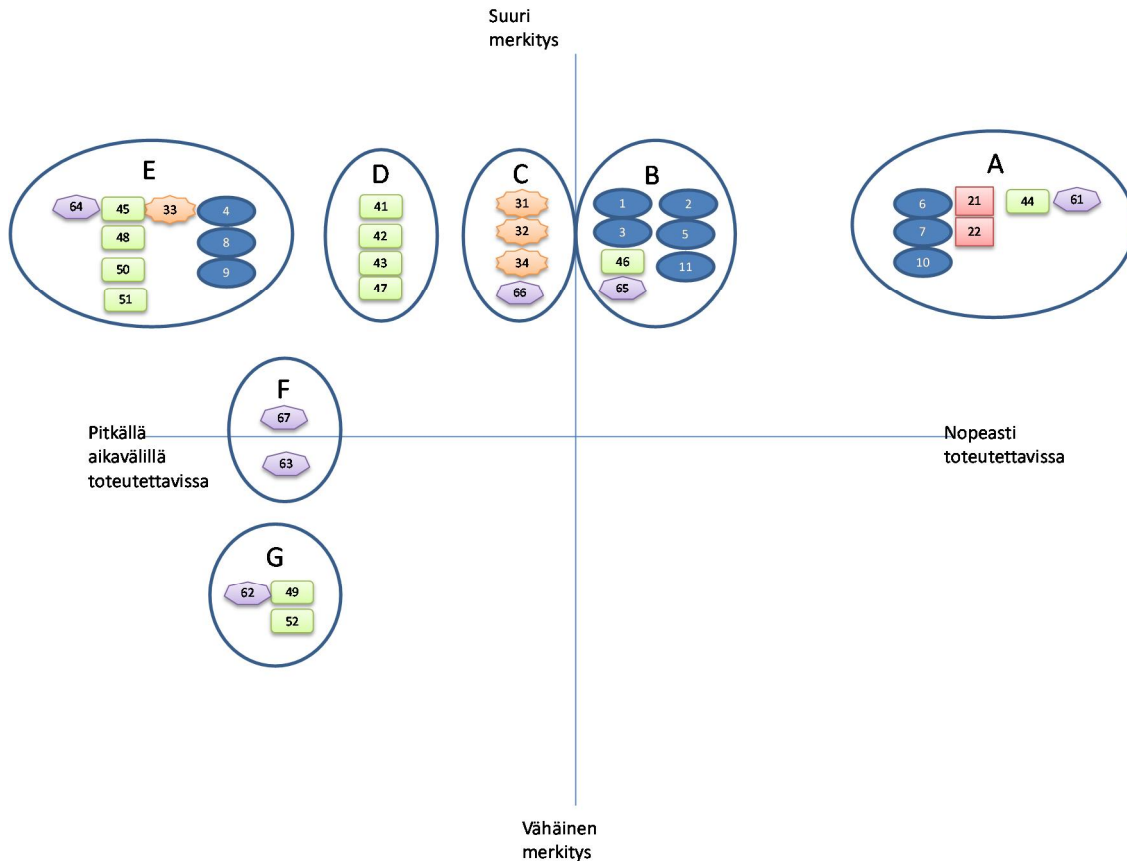 Suuri
merkitys
E
64 45 33 4
48 8
50 9
51
D
41
42
43
47
C
31
32
34
66
B
1 2
3 5
46 11
65
A
6 21 44 61
7 22
10
F
67
63
Pitkällä
aikavälillä
toteutettavissa
Nopeasti
toteutettavissa
G
62 49
52
Vähäinen
merkitys